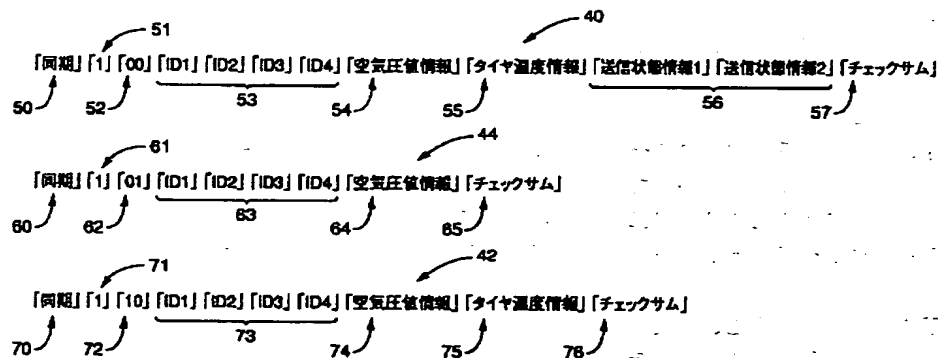 51 40
「同期」「1」「00」「ID1」「ID2」「ID3」「ID4」「空気圧値情報」「タイヤ温度情報」「送信状態情報1」「送信状態情報2」「チェックサム」
50 52 53 54 55 56 57
61 44
「同期」「1」「01」「ID1」「ID2」「ID3」「ID4」「空気圧値情報」「チェックサム」
60 62 63 64 65
71 42
「同期」「1」「10」「ID1」「ID2」「ID3」「ID4」「空気圧値情報」「タイヤ温度情報」「チェックサム」
70 72 73 74 75 76